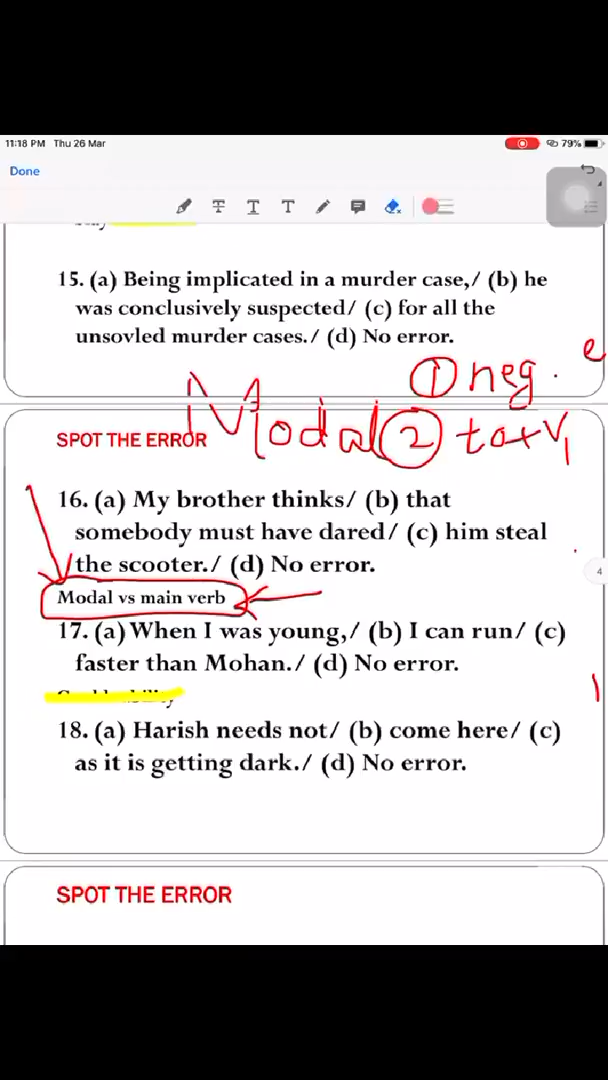 11:18 PM Thu 26 Mar
79%
Done
15. (a) Being implicated in a murder case,/ (b) he
was conclusively suspected/ (c) for all the
unsovled murder cases./ (d) No error.
① neg.
Modal ② to+V1
SPOT THE ERROR
16. (a) My brother thinks/ (b) that
somebody must have dared/ (c) him steal
the scooter./ (d) No error.
4
Modal vs main verb
17. (a) When I was young,/ (b) I can run/ (c)
faster than Mohan./ (d) No error.
18. (a) Harish needs not/ (b) come here/ (c)
as it is getting dark./ (d) No error.
SPOT THE ERROR